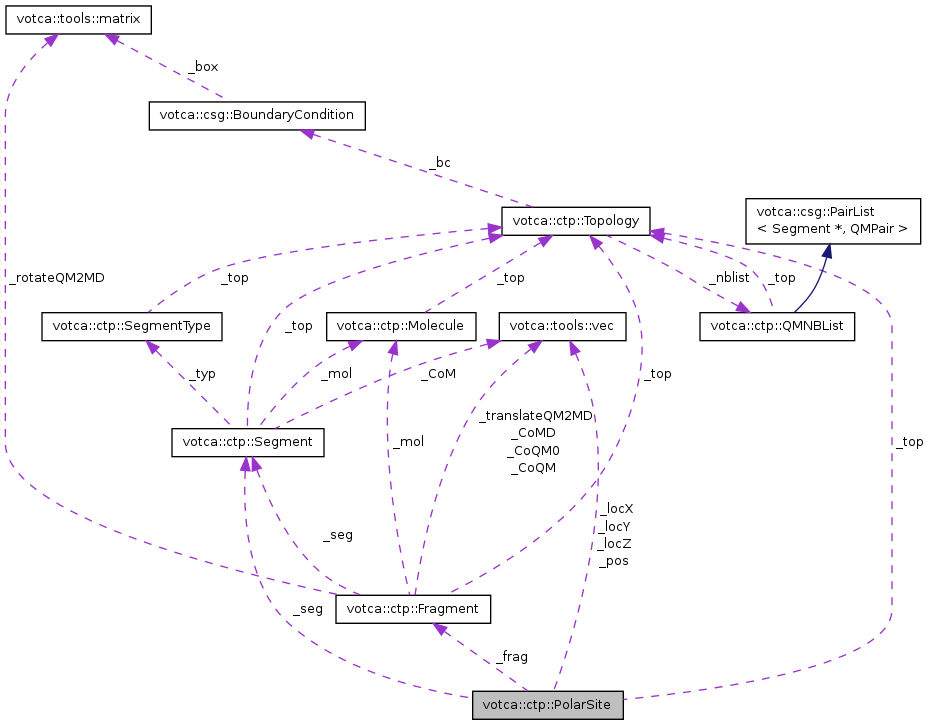 votca::tools::matrix
_box
votca::csg::BoundaryCondition
_bc
votca::ctp::Topology
votca::csg::PairList
< Segment *, QMPair >
_rotateQM2MD
_top
_top
_nblist
_top
votca::ctp::SegmentType
_top
votca::ctp::Molecule
votca::tools::vec
votca::ctp::QMNBList
_typ
_mol
_CoM
_top
votca::ctp::Segment
_mol
_translateQM2MD
_CoMD
_CoQM0
_CoQM
_top
_seg
_locX
_locY
_locZ
_pos
_seg
votca::ctp::Fragment
_frag
votca::ctp::PolarSite